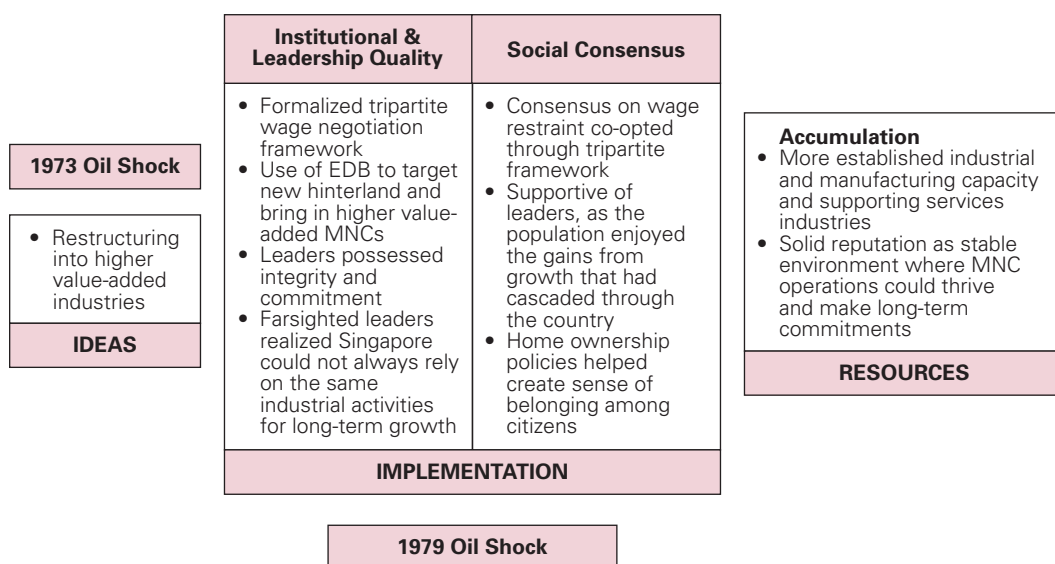 1973 Oil Shock
• Restructuring
into higher
value-added
industries
IDEAS
Institutional &
Leadership Quality
• Formalized tripartite
wage negotiation
framework
• Use of EDB to target
new hinterland and
bring in higher value-
added MNCs
• Leaders possessed
integrity and
commitment
• Farsighted leaders
realized Singapore
could not always rely
on the same
industrial activities
for long-term growth
Social Consensus
• Consensus on wage
restraint co-opted
through tripartite
framework
• Supportive of
leaders, as the
population enjoyed
the gains from
growth that had
cascaded through
the country
• Home ownership
policies helped
create sense of
belonging among
citizens
IMPLEMENTATION
Accumulation
• More established industrial
and manufacturing capacity
and supporting services
industries
• Solid reputation as stable
environment where MNC
operations could thrive
and make long-term
commitments
RESOURCES
1979 Oil Shock